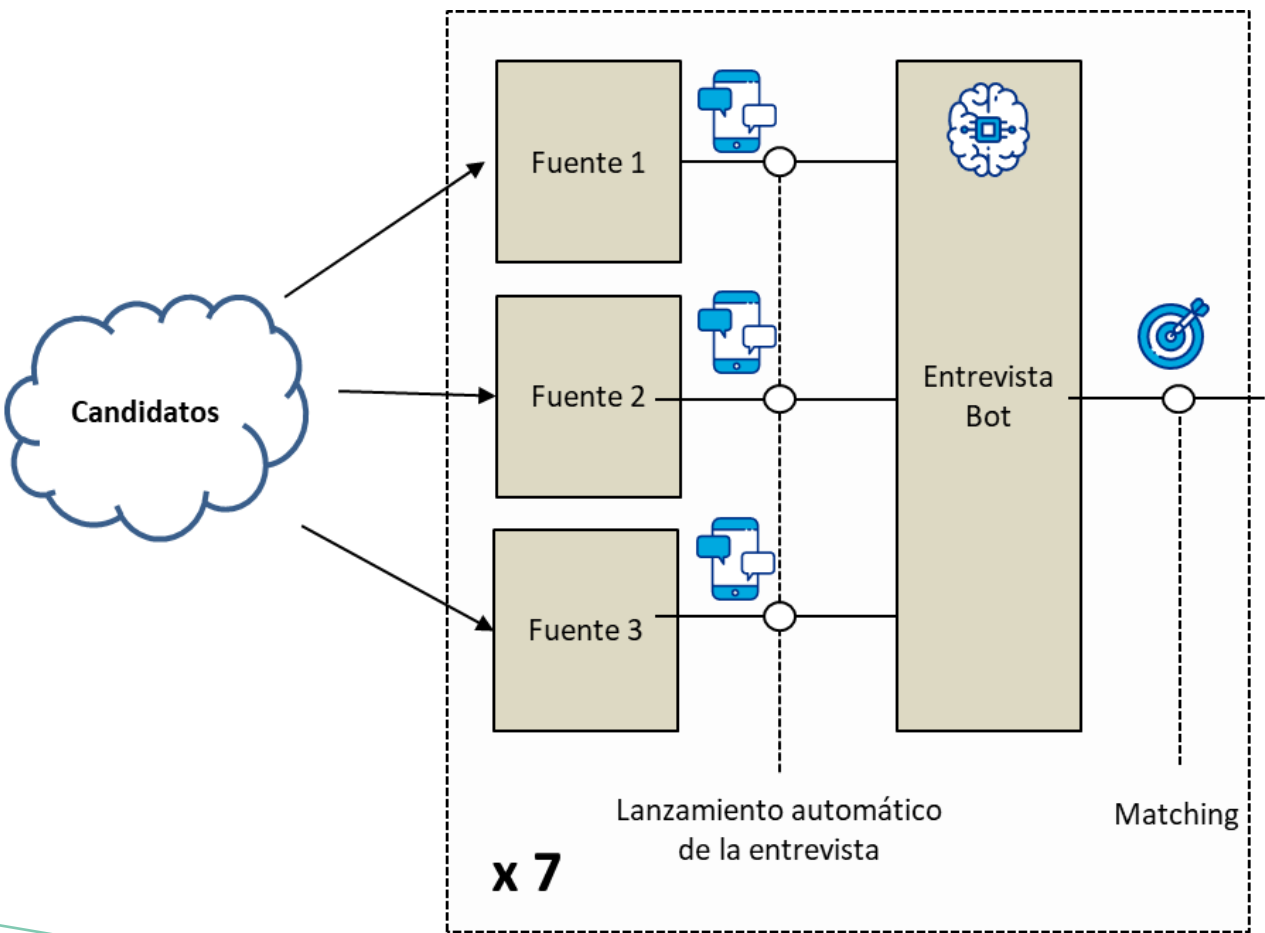 Candidatos
Fuente 1
Fuente 2
Fuente 3
Entrevista
Bot
Lanzamiento automático
de la entrevista
Matching
x 7